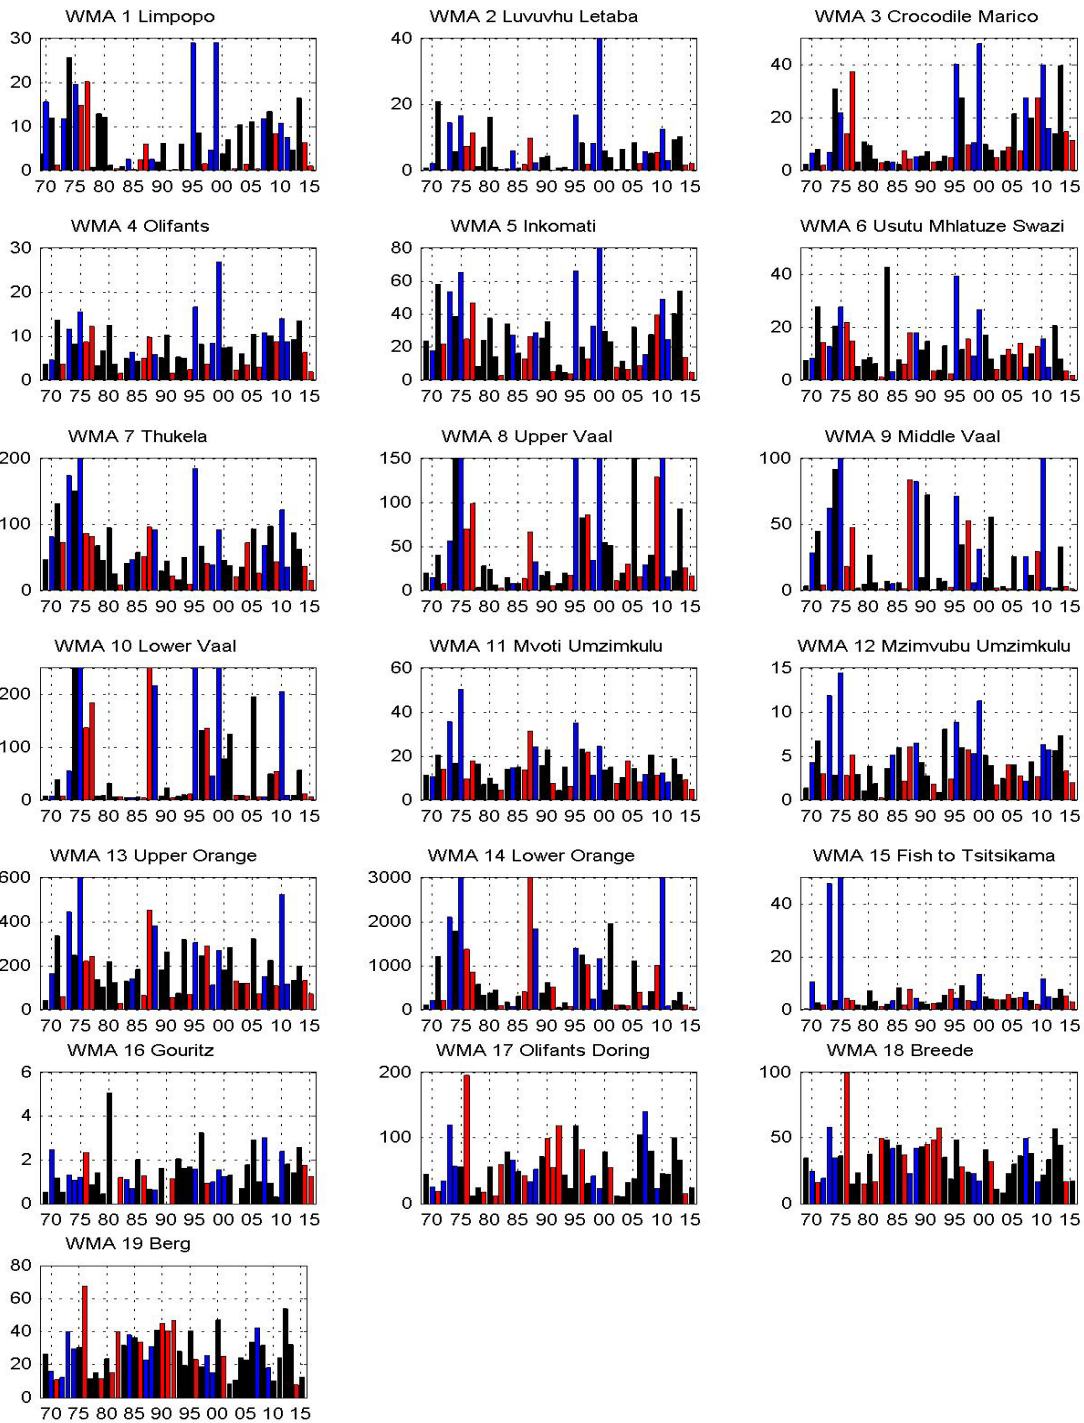 WMA 1 Limpopo WMA 2 Luvuvhu Letaba WMA 3 Crocodile Marico
30 40
20 20 40
10 20
0 0 0
70 75 80 85 90 95 00 05 10 15 70 75 80 85 90 95 00 05 10 15 70 75 80 85 90 95 00 05 10 15
WMA 4 Olifants WMA 5 Inkomati WMA 6 Usutu Mhlatuze Swazi
30 80
20 60 40
10 40 20
20
0 0 0
70 75 80 85 90 95 00 05 10 15 70 75 80 85 90 95 00 05 10 15 70 75 80 85 90 95 00 05 10 15
WMA 7 Thukela WMA 8 Upper Vaal WMA 9 Middle Vaal
200 150 100
100 100 50
50
0 0 0
70 75 80 85 90 95 00 05 10 15 70 75 80 85 90 95 00 05 10 15 70 75 80 85 90 95 00 05 10 15
WMA 10 Lower Vaal WMA 11 Mvoti Umzimkulu WMA 12 Mzimvubu Umzimkulu
60 15
200 40 10
100 20 5
0 0 0
70 75 80 85 90 95 00 05 10 15 70 75 80 85 90 95 00 05 10 15 70 75 80 85 90 95 00 05 10 15
WMA 13 Upper Orange WMA 14 Lower Orange WMA 15 Fish to Tsitsikama
600 3000
400 2000 40
200 1000 20
0 0 0
70 75 80 85 90 95 00 05 10 15 70 75 80 85 90 95 00 05 10 15 70 75 80 85 90 95 00 05 10 15
WMA 16 Gouritz WMA 17 Olifants Doring WMA 18 Breede
6 200 100
4 100 50
2
0 0 0
70 75 80 85 90 95 00 05 10 15 70 75 80 85 90 95 00 05 10 15 70 75 80 85 90 95 00 05 10 15
WMA 19 Berg
80
60
40
20
0
70 75 80 85 90 95 00 05 10 15